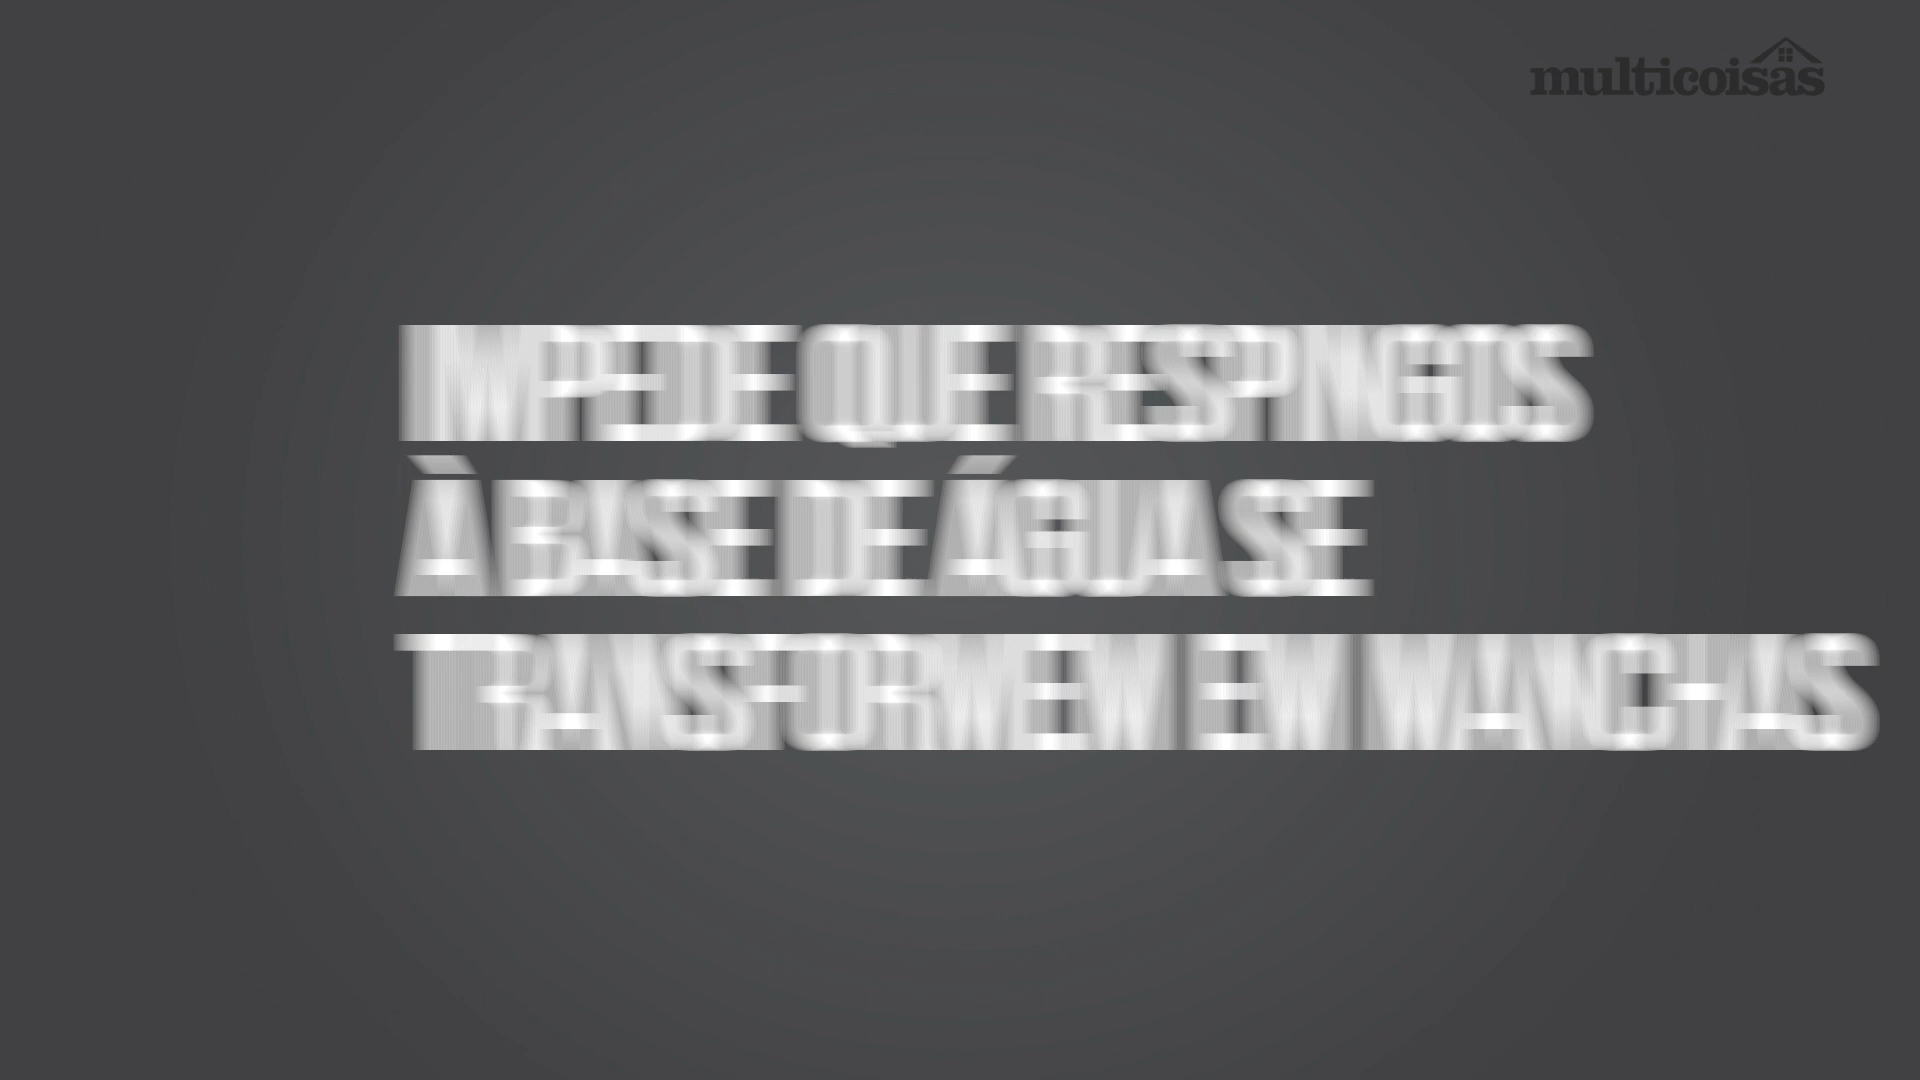 multicoisas
IMPEDE QUE RESPINGOS
À BASE DE ÁGUA SE
TRANSFORMEM EM MANCHAS